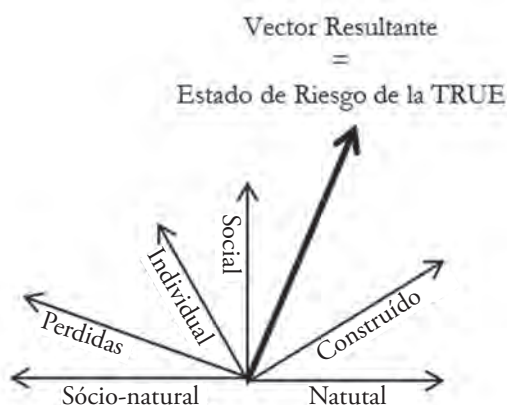 Vector Resultante
=
Estado de Riesgo de la TRUE
Social
Individual
Construído
Perdidas
Sócio-natural
Natutal